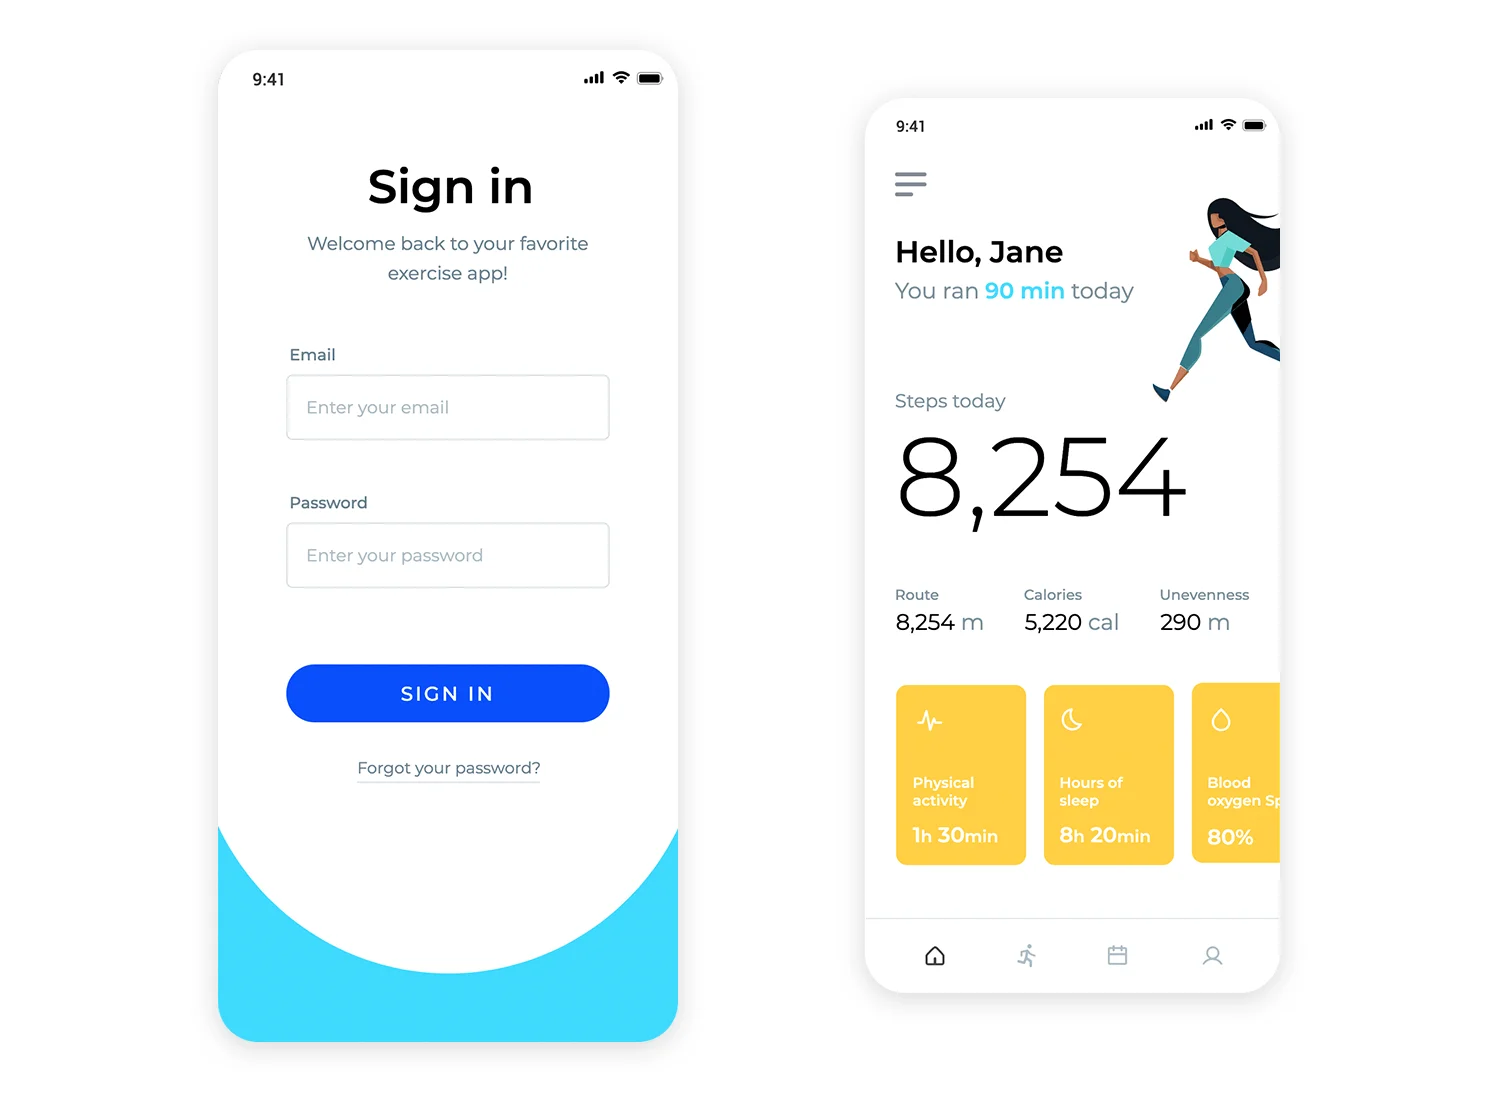 9:41
Sign in
Welcome back to your favorite
exercise app!
Email
Enter your email
Password
Enter your password
SIGN IN
Forgot your password?
9:41
Hello, Jane
You ran 90 min today
Steps today
8,254
Route Calories Unevenness
8,254 m 5,220 cal 290 m
Physical
activity
1h 30min
Hours of
sleep
8h 20min
Blood
oxygen Sp
80%